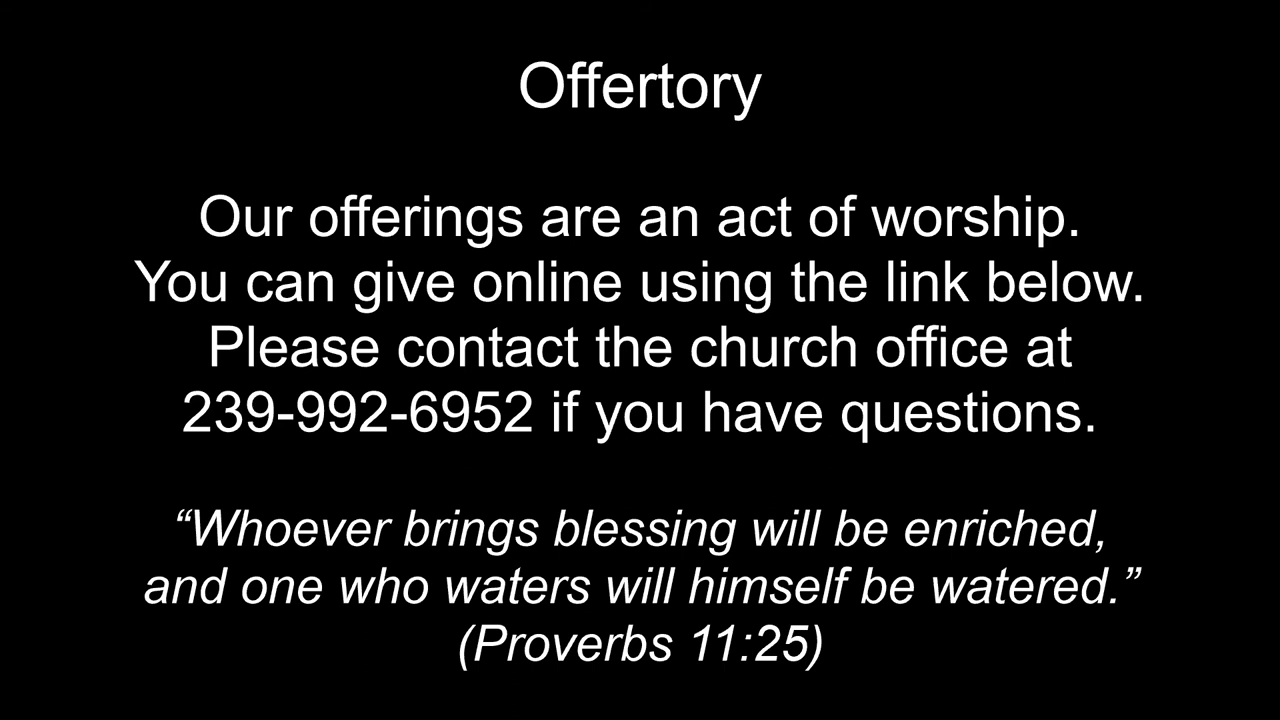 Offertory
Our offerings are an act of worship.
You can give online using the link below.
Please contact the church office at
239-992-6952 if you have questions.
“Whoever brings blessing will be enriched,
and one who waters will himself be watered.”
(Proverbs 11:25)